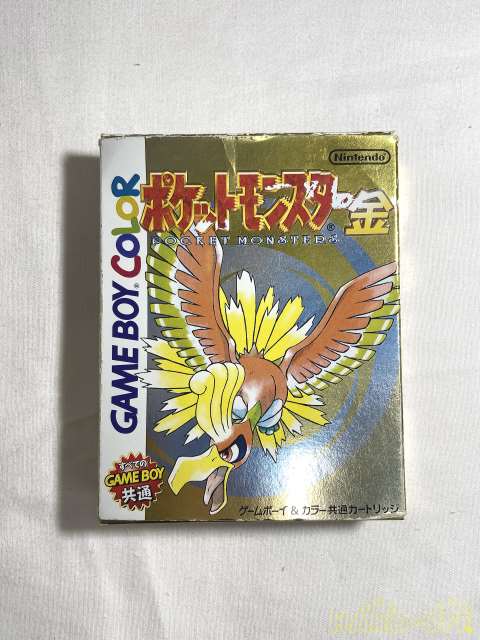 Nintendo
ポケットモンスター 金
POCKET MONSTERS
GAME BOY COLOR
すべての
GAME BOY
共通
ゲームボーイ & カラー共通カートリッジ